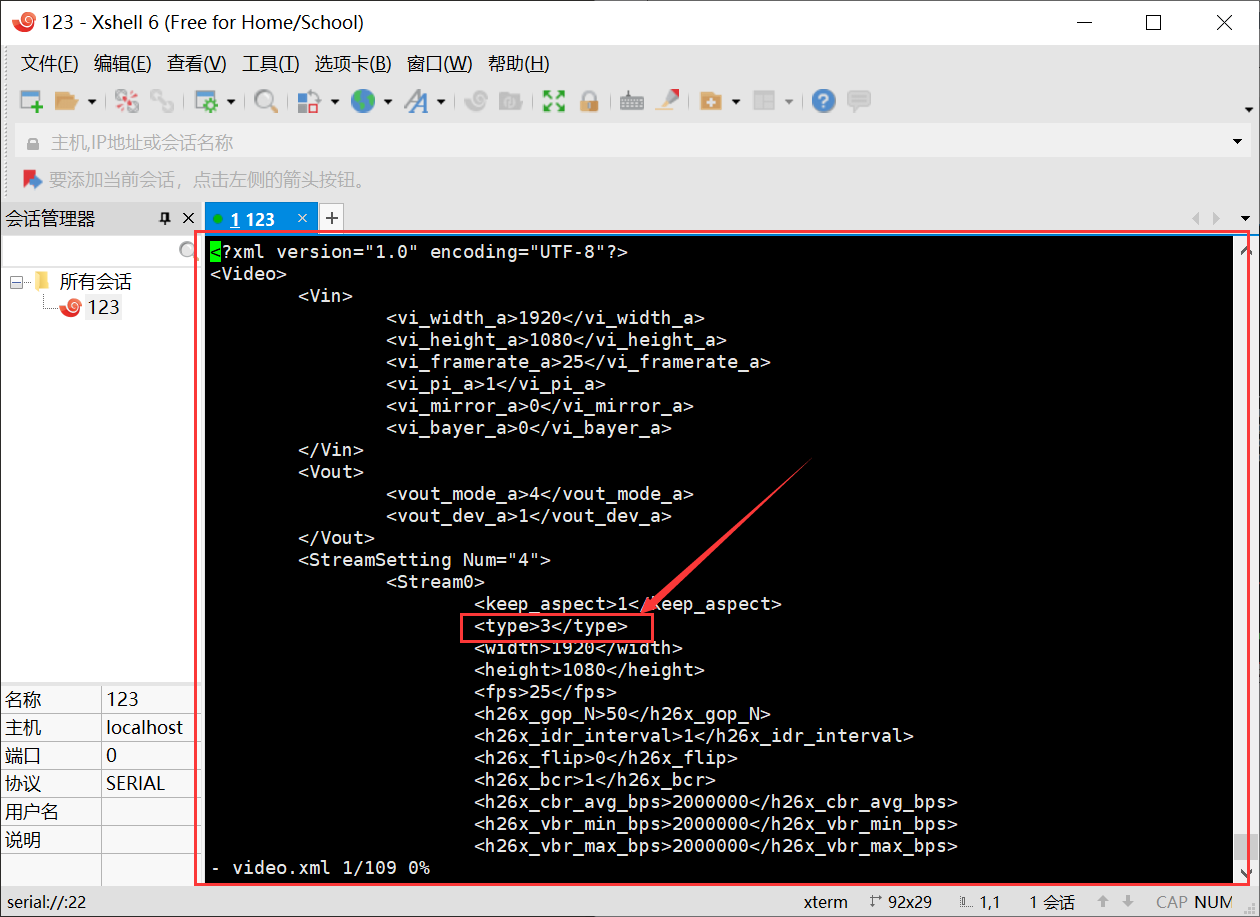 123 - Xshell 6 (Free for Home/School)
文件(F) 编辑(E) 查看(V) 工具(T) 选项卡(B) 窗口(W) 帮助(H)
主机,IP地址或会话名称
要添加当前会话，点击左侧的箭头按钮。
会话管理器
1 123
所有会话
123
<?xml version="1.0" encoding="UTF-8"?>
<Video>
<Vin>
<vi_width_a>1920</vi_width_a>
<vi_height_a>1080</vi_height_a>
<vi_framerate_a>25</vi_framerate_a>
<vi_pi_a>1</vi_pi_a>
<vi_mirror_a>0</vi_mirror_a>
<vi_bayer_a>0</vi_bayer_a>
</Vin>
<Vout>
<vout_mode_a>4</vout_mode_a>
<vout_dev_a>1</vout_dev_a>
</Vout>
<StreamSetting Num="4">
<Stream0>
<keep_aspect>1</keep_aspect>
<type>3</type>
<width>1920</width>
<height>1080</height>
<fps>25</fps>
<h26x_gop_N>50</h26x_gop_N>
<h26x_idr_interval>1</h26x_idr_interval>
<h26x_flip>0</h26x_flip>
<h26x_bcr>1</h26x_bcr>
<h26x_cbr_avg_bps>2000000</h26x_cbr_avg_bps>
<h26x_vbr_min_bps>2000000</h26x_vbr_min_bps>
<h26x_vbr_max_bps>2000000</h26x_vbr_max_bps>
- video.xml 1/109 0%
名称 123
主机 localhost
端口 0
协议 SERIAL
用户名
说明
serial://:22 xterm 92x29 1,1 1 会话 CAP NUM